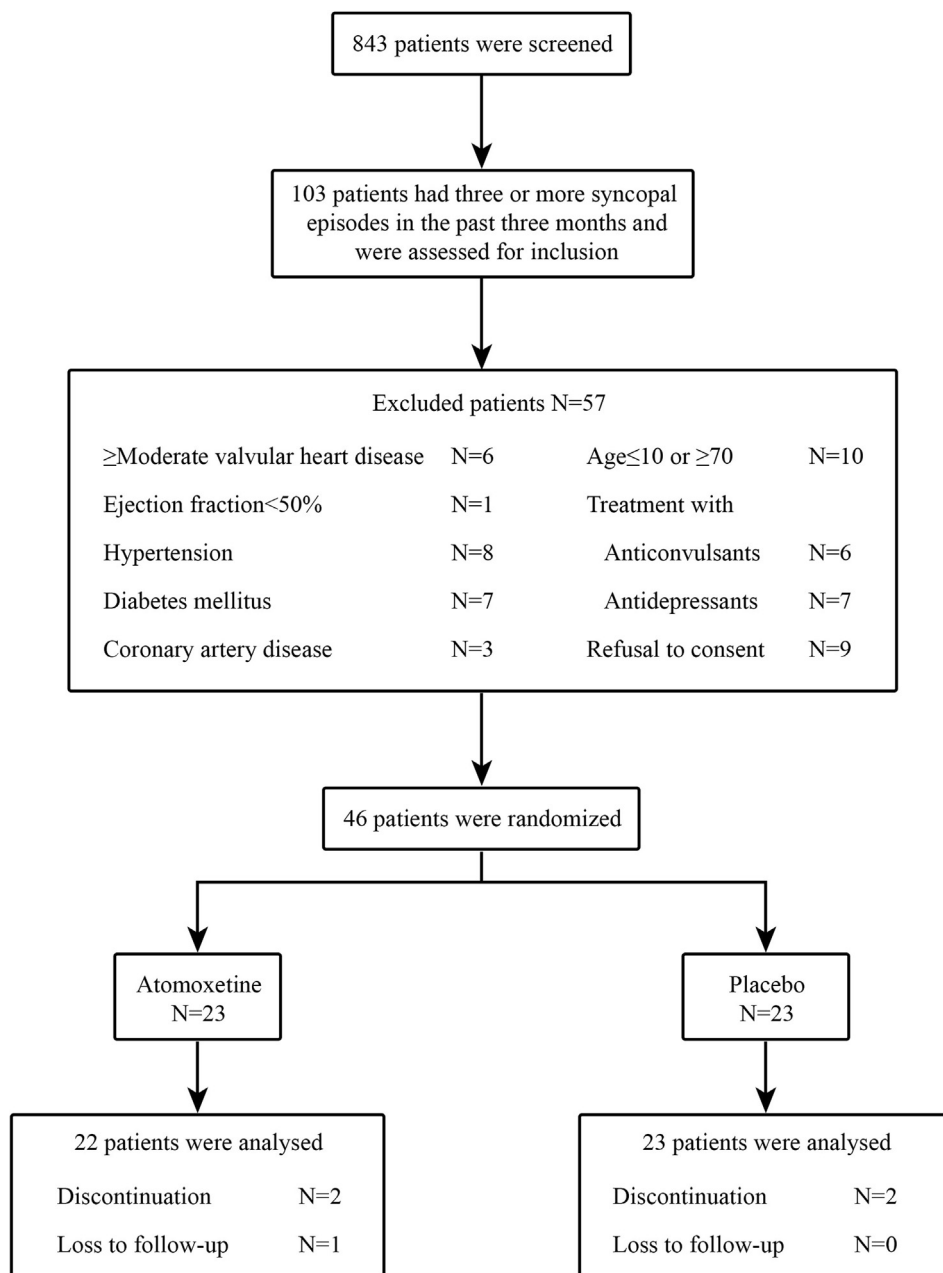 843 patients were screened
103 patients had three or more syncopal
episodes in the past three months and
were assessed for inclusion
Excluded patients N=57
≥Moderate valvular heart disease N=6 Age≤10 or ≥70 N=10
Ejection fraction<50% N=1 Treatment with
Hypertension N=8 Anticonvulsants N=6
Diabetes mellitus N=7 Antidepressants N=7
Coronary artery disease N=3 Refusal to consent N=9
46 patients were randomized
Atomoxetine
N=23
Placebo
N=23
22 patients were analysed
Discontinuation N=2
Loss to follow-up N=1
23 patients were analysed
Discontinuation N=2
Loss to follow-up N=0